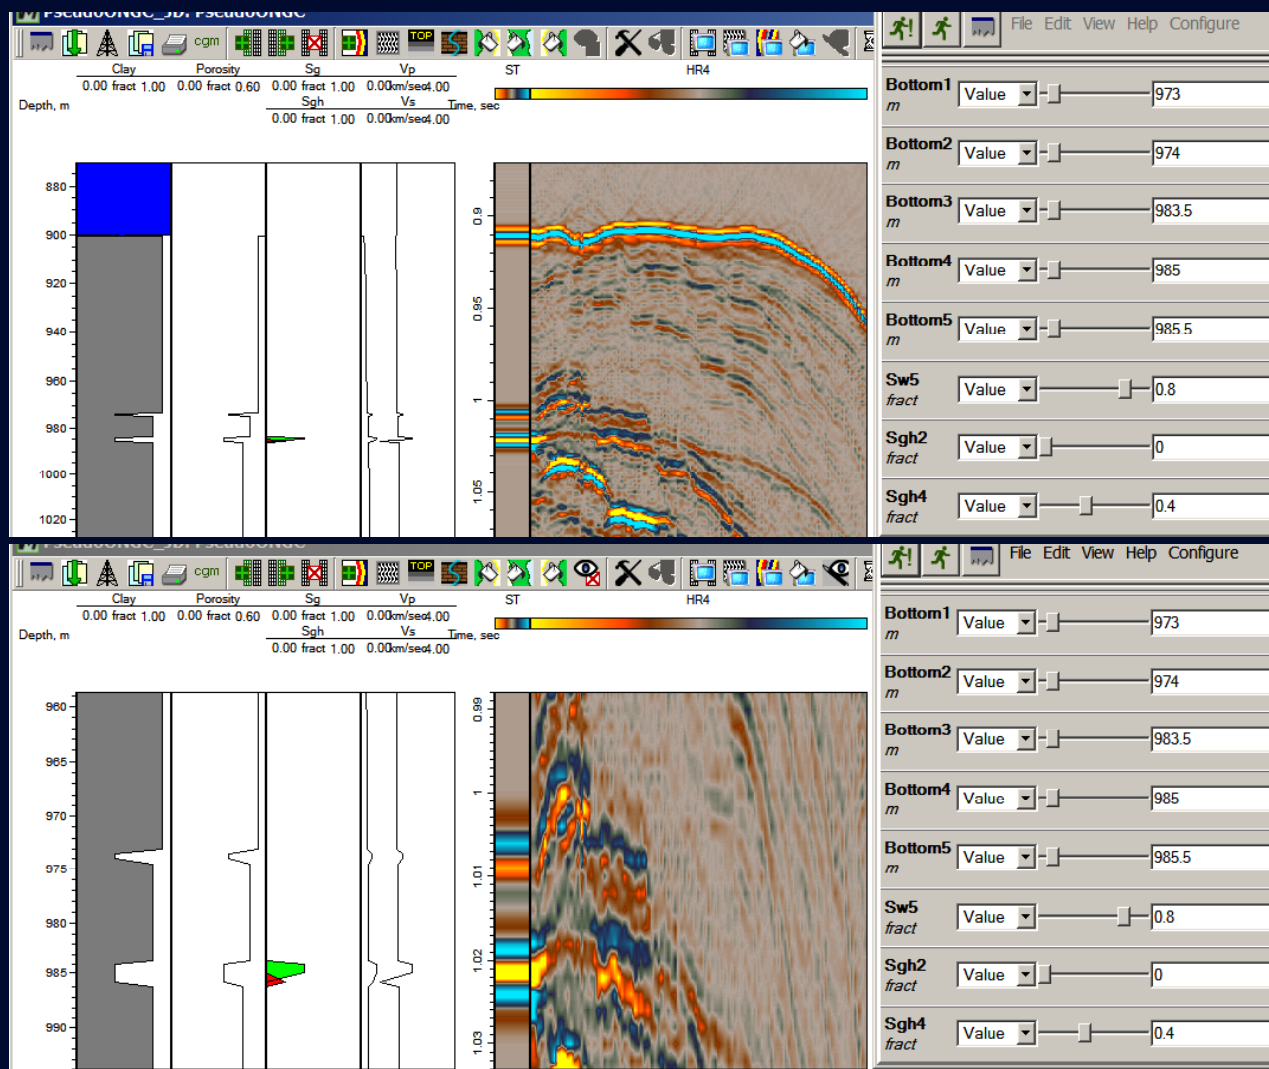 PseudoONGC_3D: PseudoONGC
cgm TOP
Clay Porosity Sg Vp ST HR4
0.00 fract 1.00 0.00 fract 0.60 0.00 fract 1.00 0.00km/sec4.00
Sgh Vs
Depth, m 0.00 fract 1.00 0.00km/sec4.00 Time, sec
880
900
920
940
960
980
1000
1020
0.9
0.95
1
1.05
File Edit View Help Configure
Bottom1 Value 973
m
Bottom2 Value 974
m
Bottom3 Value 983.5
m
Bottom4 Value 985
m
Bottom5 Value 985.5
m
Sw5 Value 0.8
fract
Sgh2 Value 0
fract
Sgh4 Value 0.4
fract
PseudoONGC_3D: PseudoONGC
cgm TOP
Clay Porosity Sg Vp ST HR4
0.00 fract 1.00 0.00 fract 0.60 0.00 fract 1.00 0.00km/sec4.00
Sgh Vs
Depth, m 0.00 fract 1.00 0.00km/sec4.00 Time, sec
960
965
970
975
980
985
990
0.99
1
1.01
1.02
1.03
File Edit View Help Configure
Bottom1 Value 973
m
Bottom2 Value 974
m
Bottom3 Value 983.5
m
Bottom4 Value 985
m
Bottom5 Value 985.5
m
Sw5 Value 0.8
fract
Sgh2 Value 0
fract
Sgh4 Value 0.4
fract